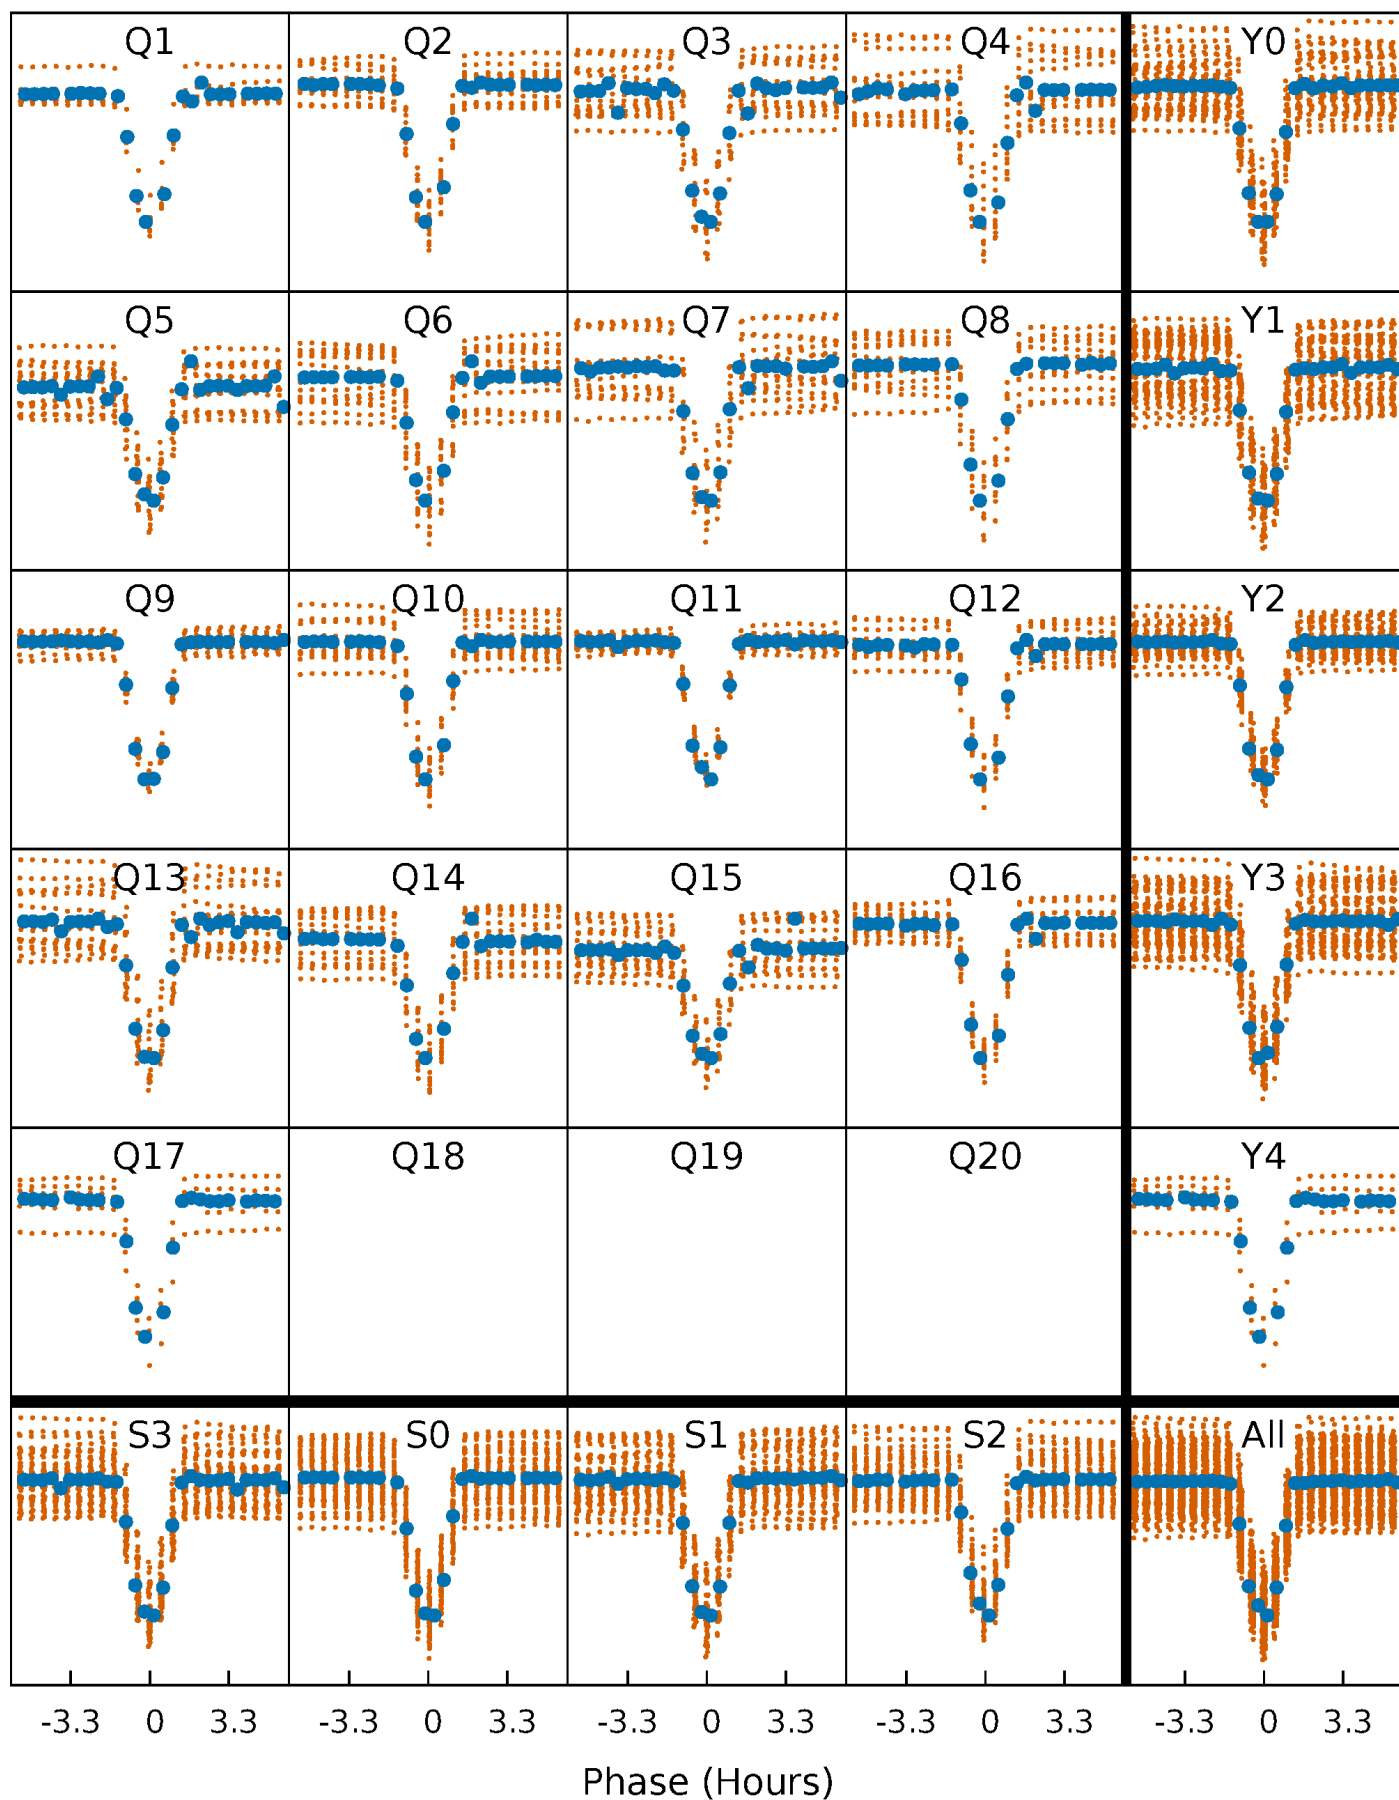 Q1 Q2 Q3 Q4 Y0
Q5 Q6 Q7 Q8 Y1
Q9 Q10 Q11 Q12 Y2
Q13 Q14 Q15 Q16 Y3
Q17 Q18 Q19 Q20 Y4
S3 S0 S1 S2 All
-3.3 0 3.3 -3.3 0 3.3 -3.3 0 3.3 -3.3 0 3.3 -3.3 0 3.3
Phase (Hours)